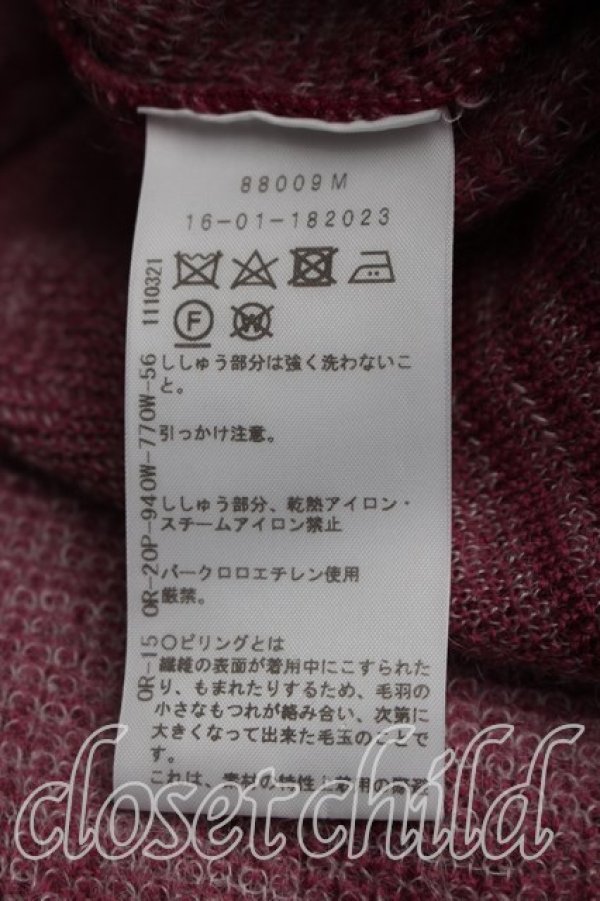 88009M
16-01-182023
F W
ししゅう部分は強く洗わないこ
と。
引っかけ注意。
ししゅう部分、乾熱アイロン・
スチームアイロン禁止
パークロロエチレン使用
厳禁。
〇ピリングとは
繊維の表面が着用中にこすられた
り、もまれたりするため、毛羽の
小さなもつれが絡み合い、次第に
大きくなって出来た毛玉のことで
す。
これは、素材の特性と着用の
OR-15 OR-20P-940W-770W-56 1110321
closet child